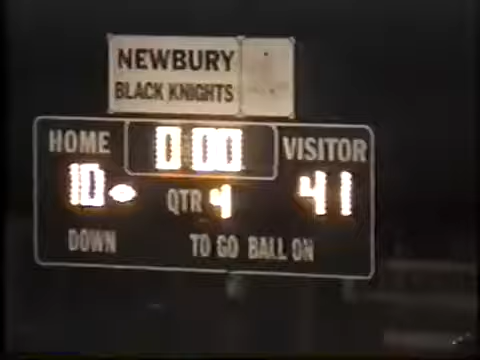 NEWBURY
BLACK KNIGHTS
HOME 0:00 VISITOR
10 QTR 4 41
DOWN TO GO BALL ON